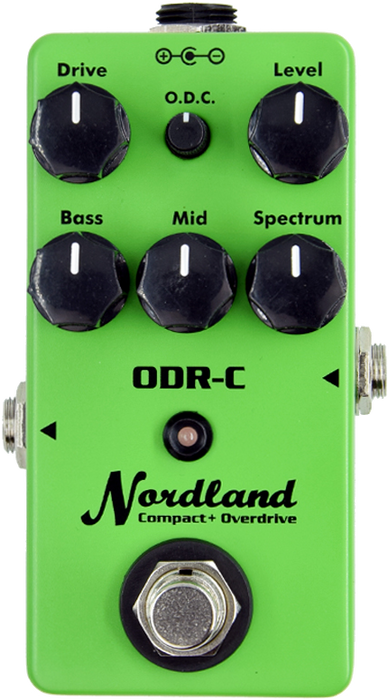 Drive Level
O.D.C.
Bass Mid Spectrum
ODR-C
Nordland
Compact+ Overdrive